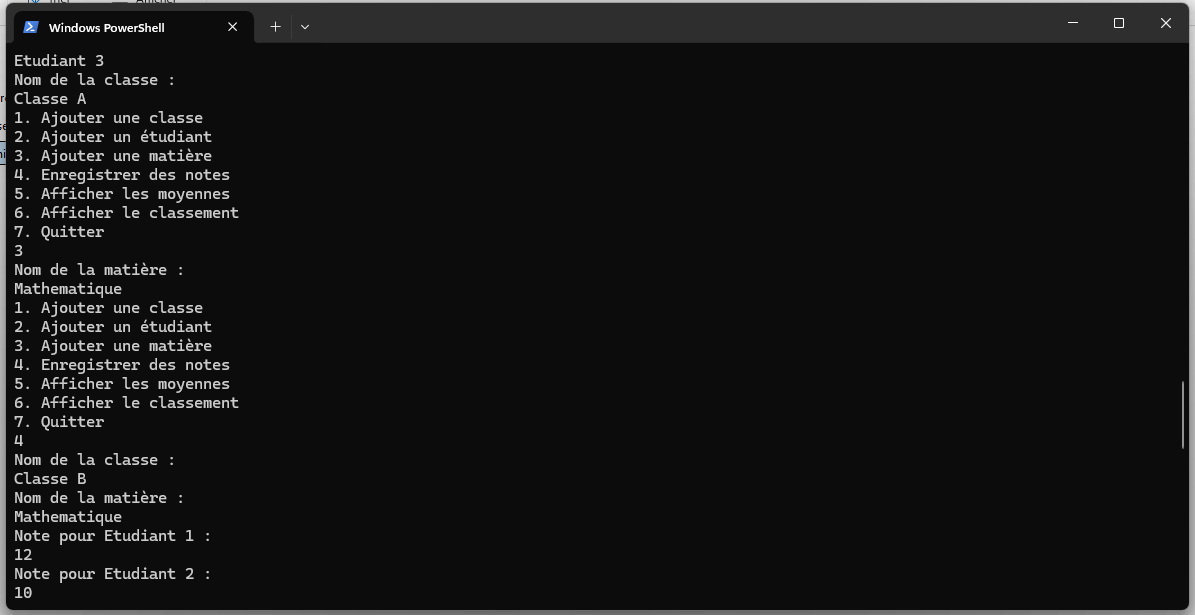 Windows PowerShell
Etudiant 3
Nom de la classe :
Classe A
1. Ajouter une classe
2. Ajouter un étudiant
3. Ajouter une matière
4. Enregistrer des notes
5. Afficher les moyennes
6. Afficher le classement
7. Quitter
3
Nom de la matière :
Mathematique
1. Ajouter une classe
2. Ajouter un étudiant
3. Ajouter une matière
4. Enregistrer des notes
5. Afficher les moyennes
6. Afficher le classement
7. Quitter
4
Nom de la classe :
Classe B
Nom de la matière :
Mathematique
Note pour Etudiant 1 :
12
Note pour Etudiant 2 :
10